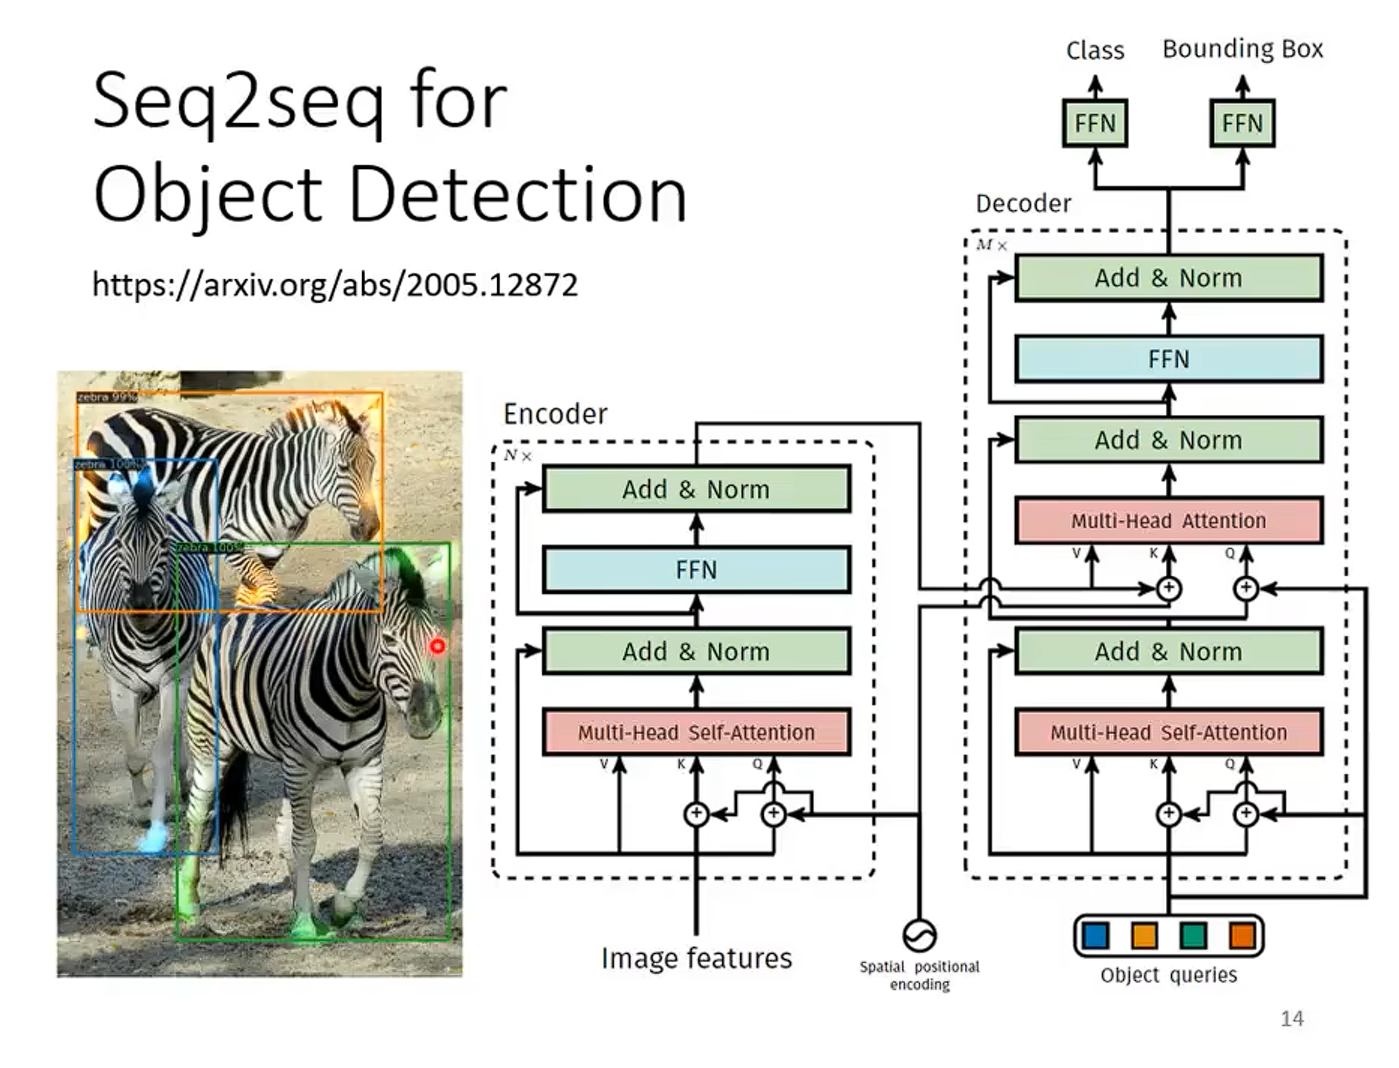 Seq2seq for
Object Detection
https://arxiv.org/abs/2005.12872
zebra 99%
zebra 100%
zebra 100%
Encoder
N×
Add & Norm
FFN
Add & Norm
Multi-Head Self-Attention
V K Q
+ +
Image features
Spatial positional
encoding
Class Bounding Box
FFN FFN
Decoder
M×
Add & Norm
FFN
Add & Norm
Multi-Head Attention
V K Q
+ +
Add & Norm
Multi-Head Self-Attention
V K Q
+ +
Object queries
14